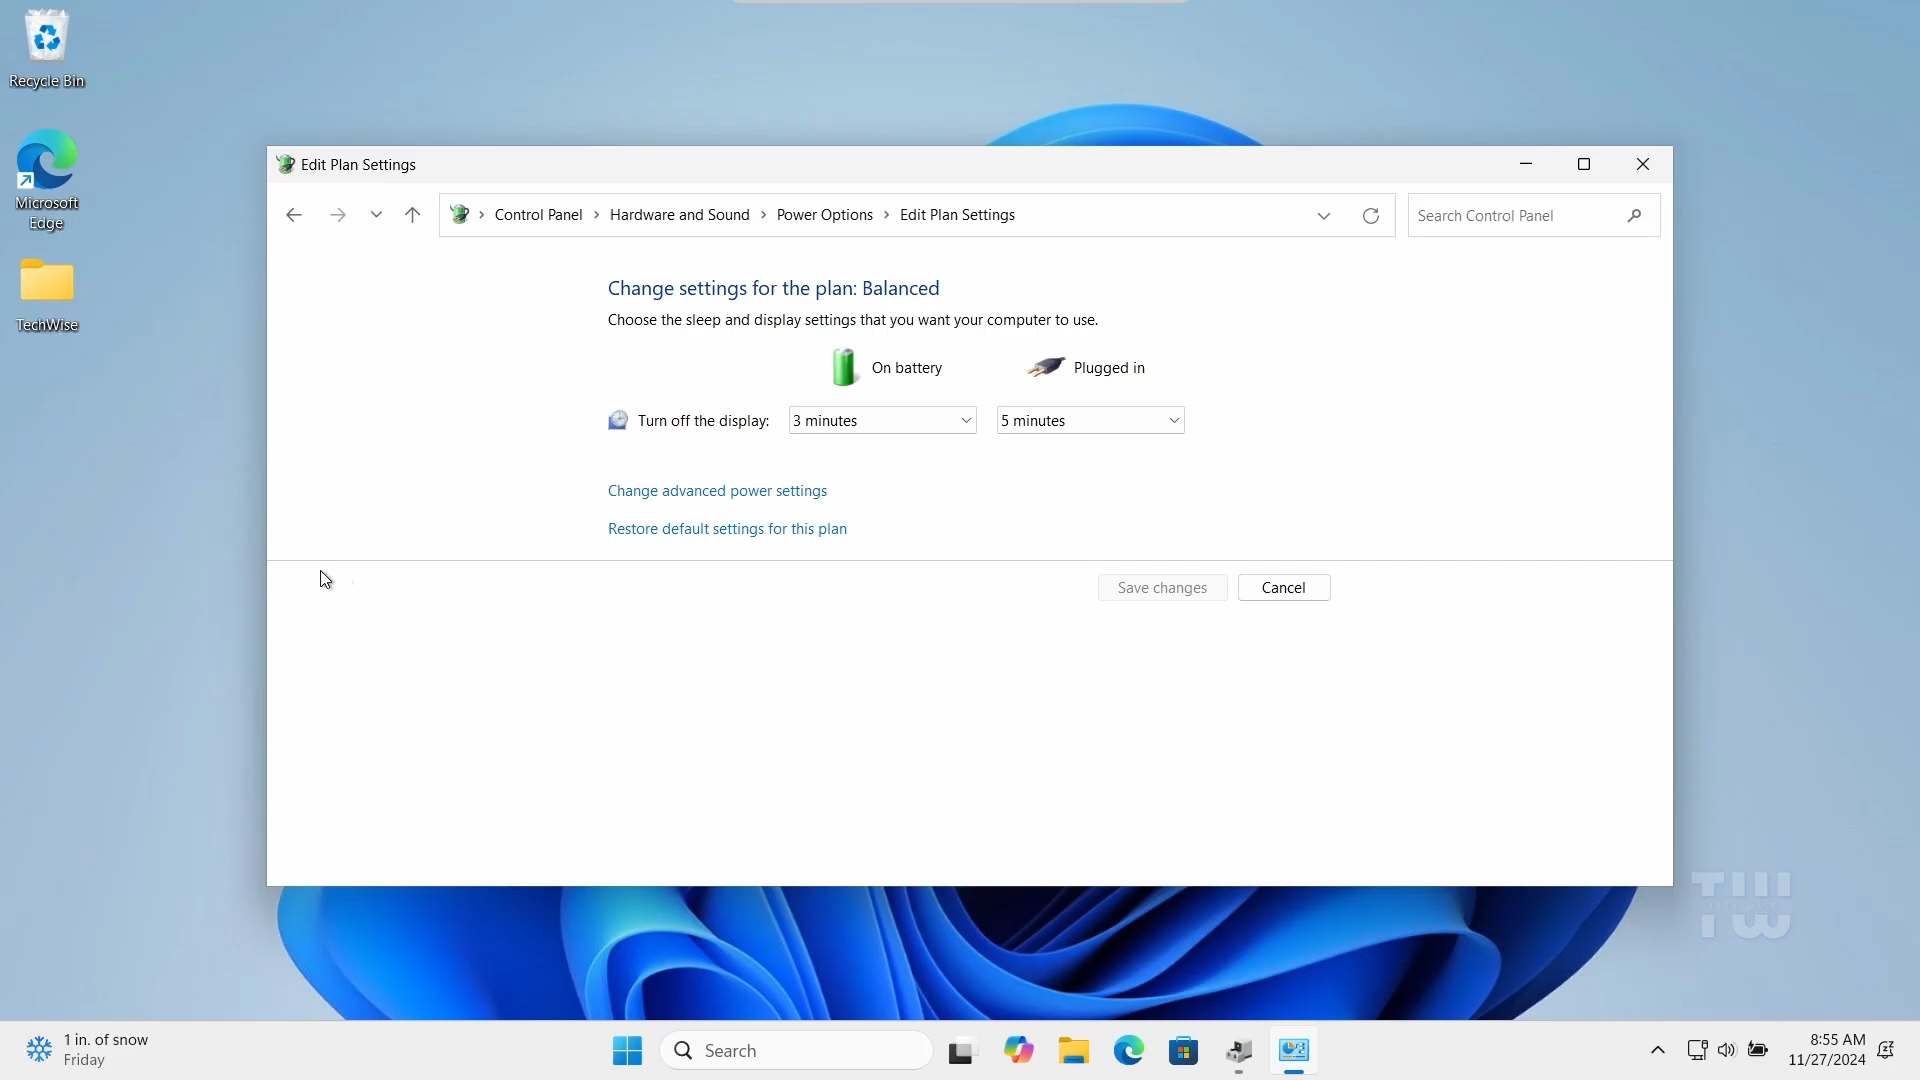 Recycle Bin
Microsoft
Edge
TechWise
Edit Plan Settings
Control Panel > Hardware and Sound > Power Options > Edit Plan Settings
Search Control Panel
Change settings for the plan: Balanced
Choose the sleep and display settings that you want your computer to use.
On battery
Plugged in
Turn off the display:
3 minutes
5 minutes
Change advanced power settings
Restore default settings for this plan
Save changes
Cancel
TW
1 in. of snow
Friday
Search
8:55 AM
11/27/2024